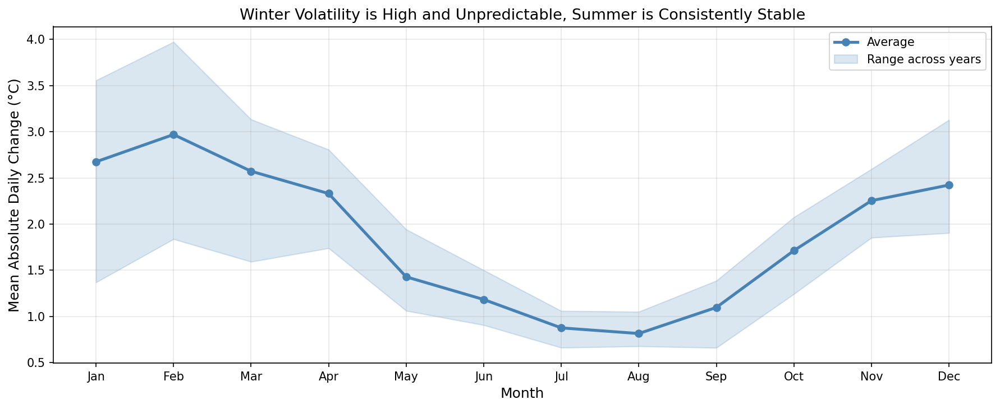 Winter Volatility is High and Unpredictable, Summer is Consistently Stable
Average
Range across years
Mean Absolute Daily Change (°C)
4.0
3.5
3.0
2.5
2.0
1.5
1.0
0.5
Jan Feb Mar Apr May Jun Jul Aug Sep Oct Nov Dec
Month